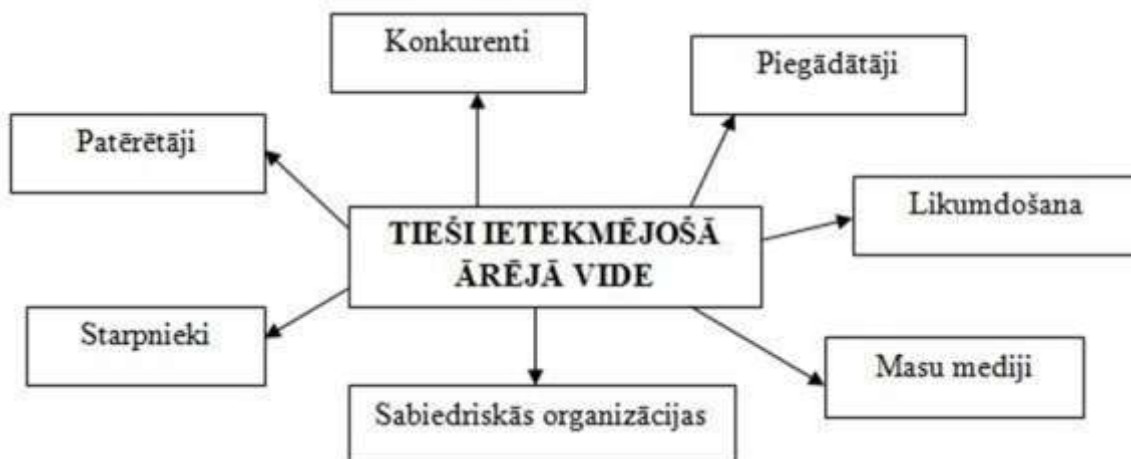 Konkurenti
Piegādātāji
Patērētāji
Likumdošana
TIEŠI IETEKMĒJOŠĀ
ĀRĒJĀ VIDE
Starpnieki
Masu mediji
Sabiedriskās organizācijas